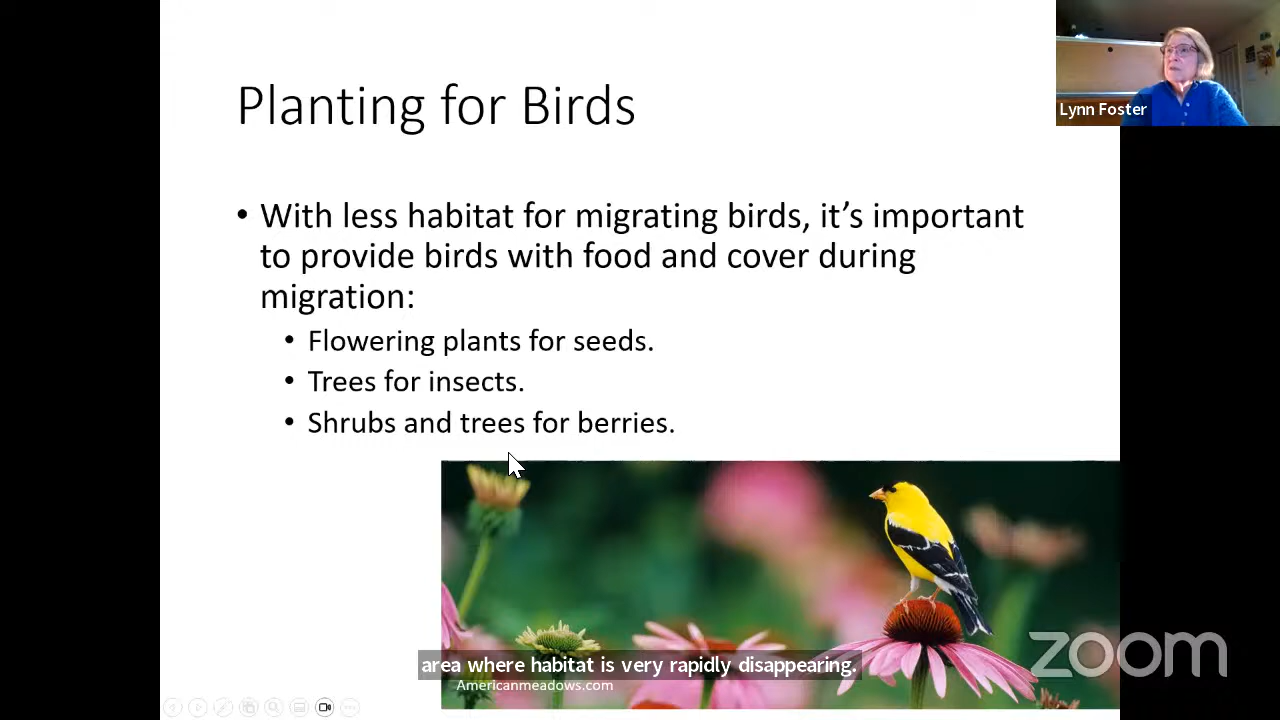 Planting for Birds
Lynn Foster
• With less habitat for migrating birds, it’s important
to provide birds with food and cover during
migration:
• Flowering plants for seeds.
• Trees for insects.
• Shrubs and trees for berries.
area where habitat is very rapidly disappearing.
Americanmeadows.com
zoom